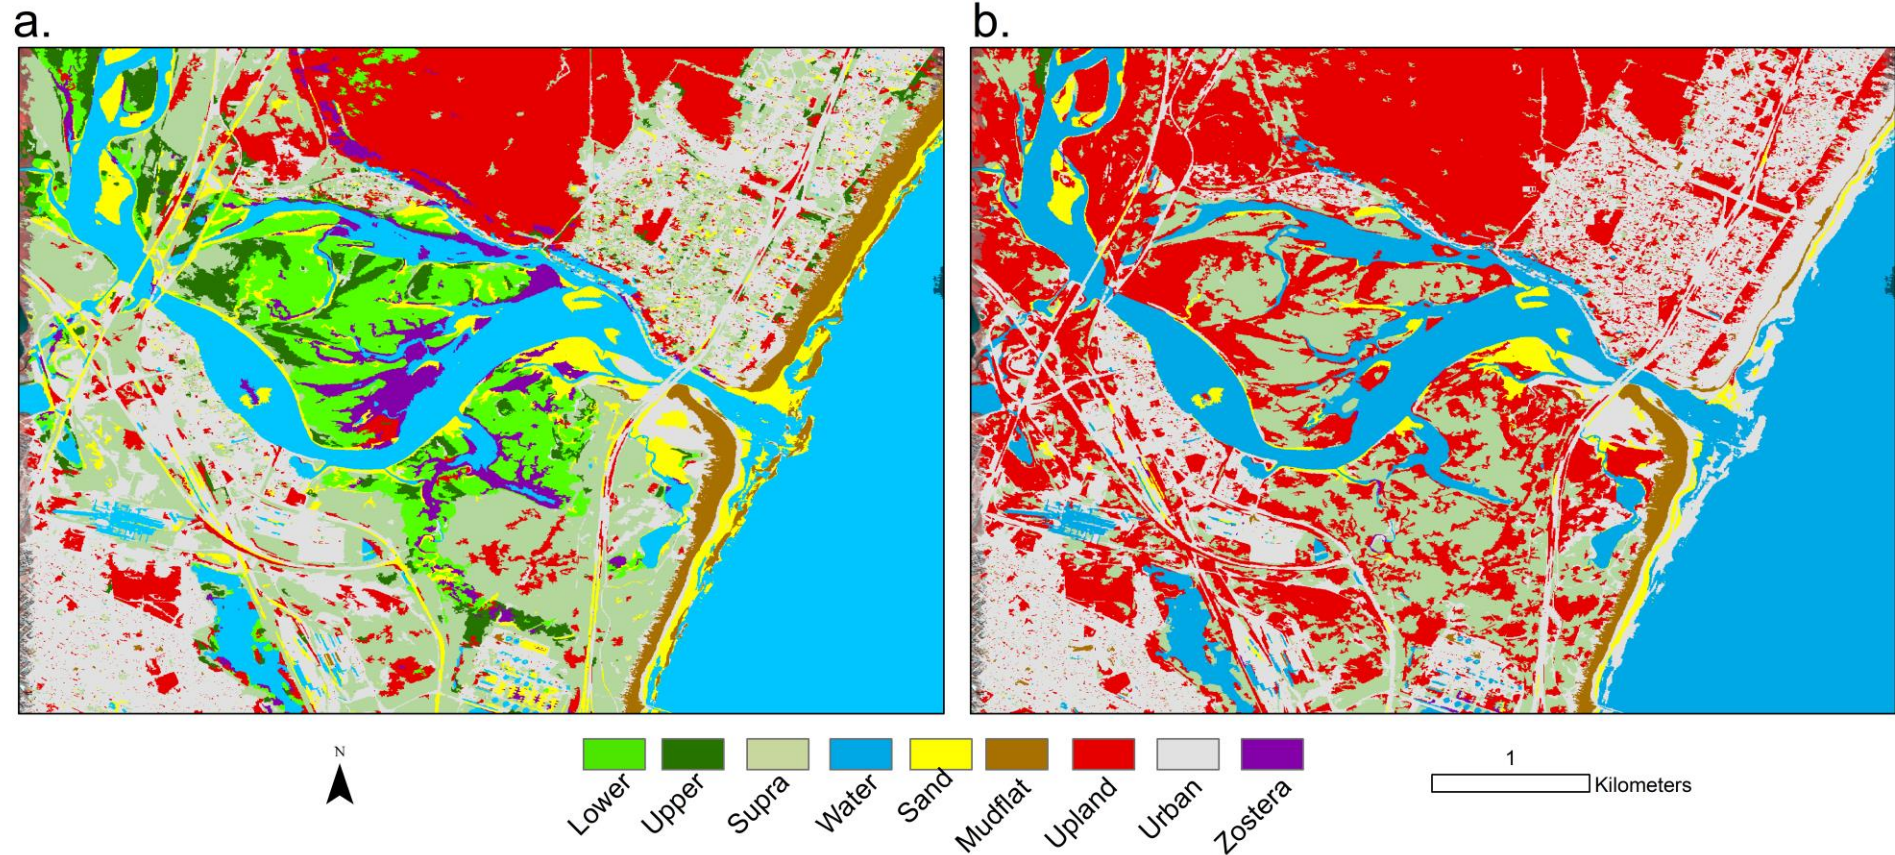 a.
b.
N
Lower
Upper
Supra
Water
Sand
Mudflat
Upland
Urban
Zostera
1
Kilometers